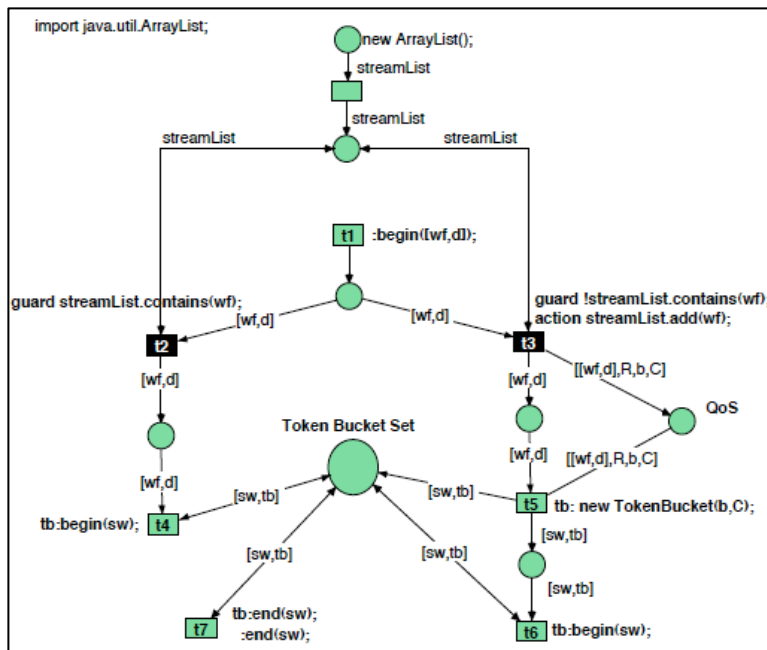 import java.util.ArrayList;
new ArrayList();
streamList
streamList
streamList
streamList
t1
:begin([wf,d]);
guard streamList.contains(wf);
guard !streamList.contains(wf);
action streamList.add(wf);
[wf,d]
[wf,d]
t2
t3
[wf,d]
[wf,d]
[[wf,d],R,b,C]
QoS
Token Bucket Set
[wf,d]
[[wf,d],R,b,C]
[wf,d]
[sw,tb]
[sw,tb]
tb:begin(sw);
t4
t5
tb: new TokenBucket(b,C);
[sw,tb]
[sw,tb]
[sw,tb]
[sw,tb]
t7
tb:end(sw);
:end(sw);
t6
tb:begin(sw);